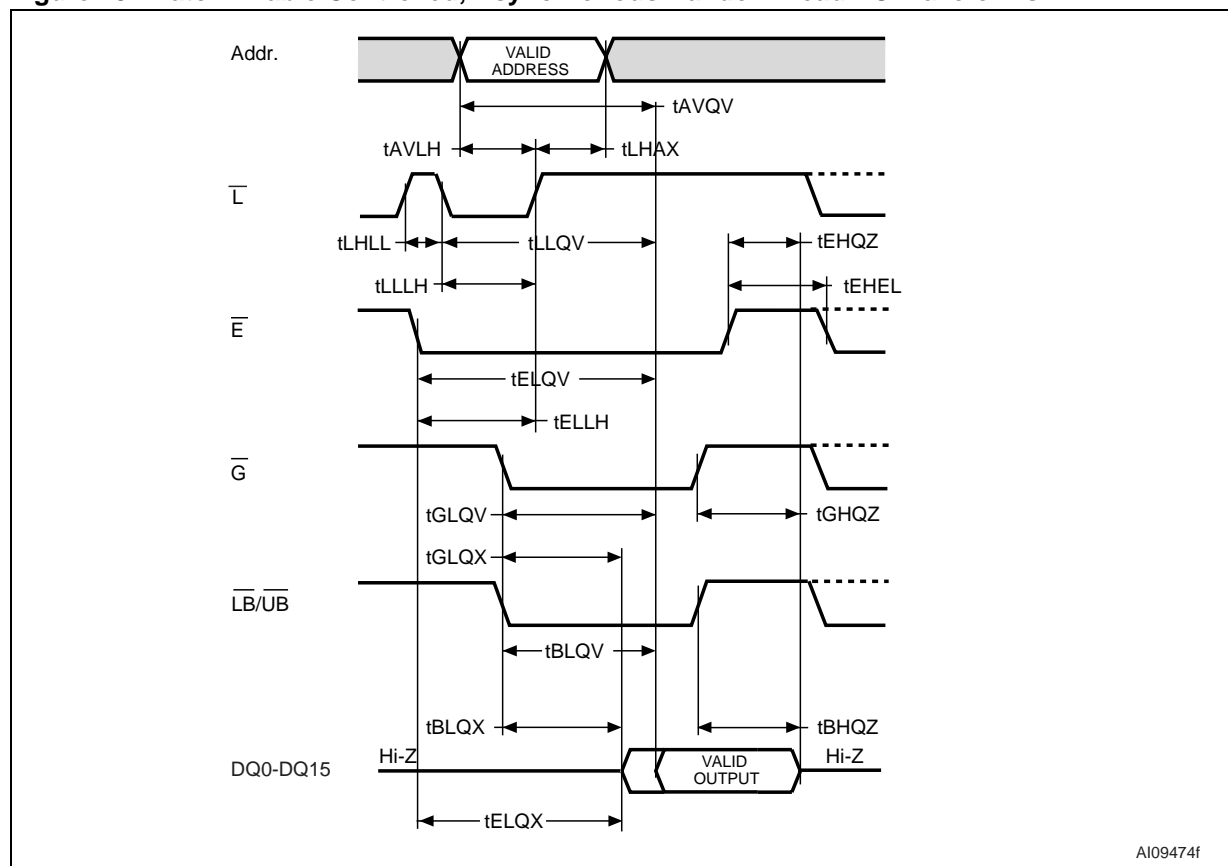 Addr.
VALID
ADDRESS
tAVQV
tAVLH
tLHAX
L
tLHLL
tLLQV
tEHQZ
tLLLH
tEHEL
E
tELQV
tELLH
G
tGLQV
tGHQZ
tGLQX
LB/UB
tBLQV
tBLQX
tBHQZ
Hi-Z
VALID
OUTPUT
Hi-Z
DQ0-DQ15
tELQX
AI09474f